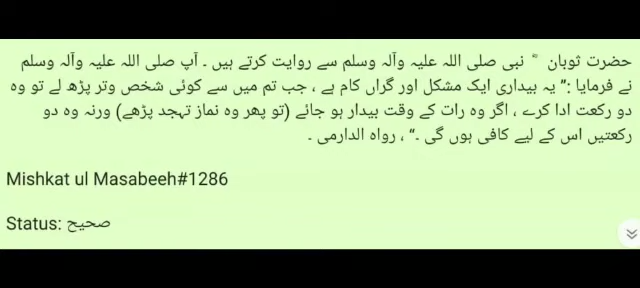 حضرت ثوبان ؓ نبی صلی اللہ علیہ وآلہ وسلم سے روایت کرتے ہیں ۔ آپ صلی اللہ علیہ وآلہ وسلم
نے فرمایا :’’ یہ بیداری ایک مشکل اور گراں کام ہے ، جب تم میں سے کوئی شخص وتر پڑھ لے تو وہ
دو رکعت ادا کرے ، اگر وہ رات کے وقت بیدار ہو جائے (تو پھر وہ نماز تہجد پڑھے) ورنہ وہ دو
رکعتیں اس کے لیے کافی ہوں گی ۔‘‘ ، رواہ الدارمی ۔
Mishkat ul Masabeeh#1286
Status: صحیح